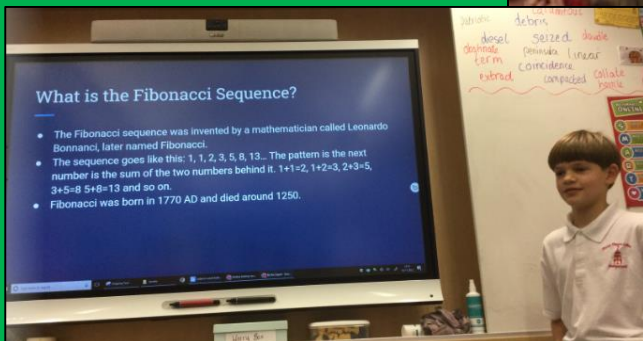 debris
desel seized
peninsula linear
term coincidence
compacted collate
hostile
What is the Fibonacci Sequence?
The Fibonacci sequence was invented by a mathematician called Leonardo
Bonnanci, later named Fibonacci.
The sequence goes like this: 1, 1, 2, 3, 5, 8, 13... The pattern is the next
number is the sum of the two numbers behind it. 1+1=2, 1+2=3, 2+3=5,
3+5=8 5+8=13 and so on.
Fibonacci was born in 1770 AD and died around 1250.
Worry Box